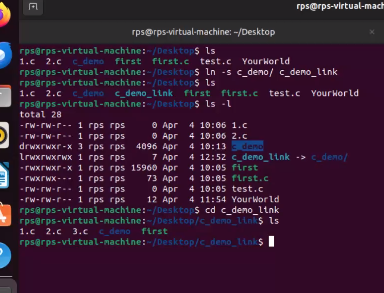 rps@rps-virtual-m
rps@rps-virtual-machine: ~/Desktop
rps@rps-virtual-machine:~/Desktop$ ls
1.c  2.c  c_demo  first  first.c  test.c  YourWorld
rps@rps-virtual-machine:~/Desktop$ ln -s c_demo/ c_demo_link
rps@rps-virtual-machine:~/Desktop$ ls
1.c  2.c  c_demo  c_demo_link  first  first.c  test.c  YourWorld
rps@rps-virtual-machine:~/Desktop$ ls -l
total 28
-rw-rw-r-- 1 rps rps     0 Apr  4 10:06 1.c
-rw-rw-r-- 1 rps rps     0 Apr  4 10:06 2.c
drwxrwxr-x 3 rps rps  4096 Apr  4 10:13 c_demo
lrwxrwxrwx 1 rps rps     7 Apr  4 12:52 c_demo_link -> c_demo/
-rwxrwxr-x 1 rps rps 15960 Apr  4 10:05 first
-rwxrwx--- 1 rps rps    73 Apr  4 10:05 first.c
-rw-rw-r-- 1 rps rps     0 Apr  4 10:05 test.c
-rw-rw-r-- 1 rps rps    12 Apr  4 11:54 YourWorld
rps@rps-virtual-machine:~/Desktop$ cd c_demo_link
rps@rps-virtual-machine:~/Desktop/c_demo_link$ ls
1.c  2.c  3.c  c_demo  first
rps@rps-virtual-machine:~/Desktop/c_demo_link$